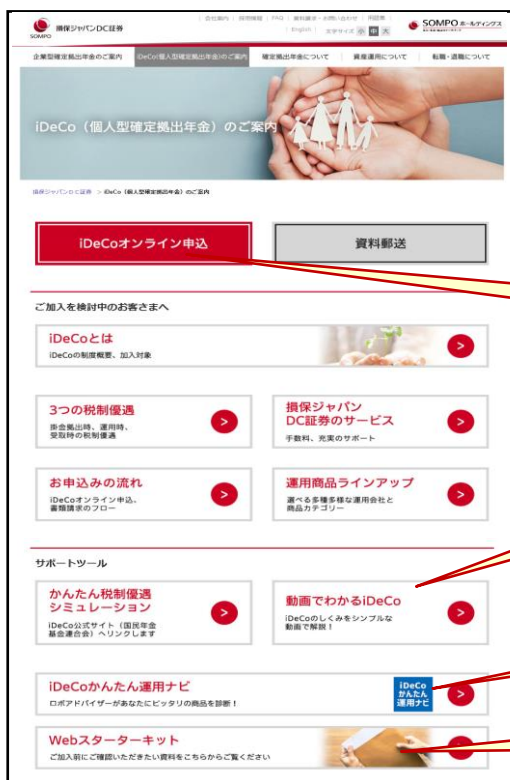 損保ジャパンDC証券
SOMPO
会社案内 | 採用情報 | FAQ | 資料請求・お問い合わせ | 用語集
English | 文字サイズ 小 中 大
SOMPO ホールディングス
企業型確定拠出年金のご案内
iDeCo(個人型確定拠出年金)のご案内
確定拠出年金について
資産運用について
転職・退職について
iDeCo（個人型確定拠出年金）のご案内
損保ジャパンDC証券 > iDeCo（個人型確定拠出年金）のご案内
iDeCoオンライン申込
資料郵送
ご加入を検討中のお客さまへ
iDeCoとは
iDeCoの制度概要、加入対象
3つの税制優遇
掛金拠出時、運用時、
受取時の税制優遇
損保ジャパン
DC証券のサービス
手数料、充実のサポート
お申込みの流れ
iDeCoオンライン申込、
書類請求のフロー
運用商品ラインアップ
選べる多種多様な運用会社と
商品カテゴリー
サポートツール
かんたん税制優遇
シミュレーション
iDeCo公式サイト（国民年金
基金連合会）へリンクします
動画でわかるiDeCo
iDeCoのしくみをシンプルな
動画で解説！
iDeCoかんたん運用ナビ
ロボアドバイザーがあなたにピッタリの商品を診断！
iDeCo
かんたん
運用ナビ
Webスターターキット
ご加入前にご確認いただきたい資料をこちらからご覧ください